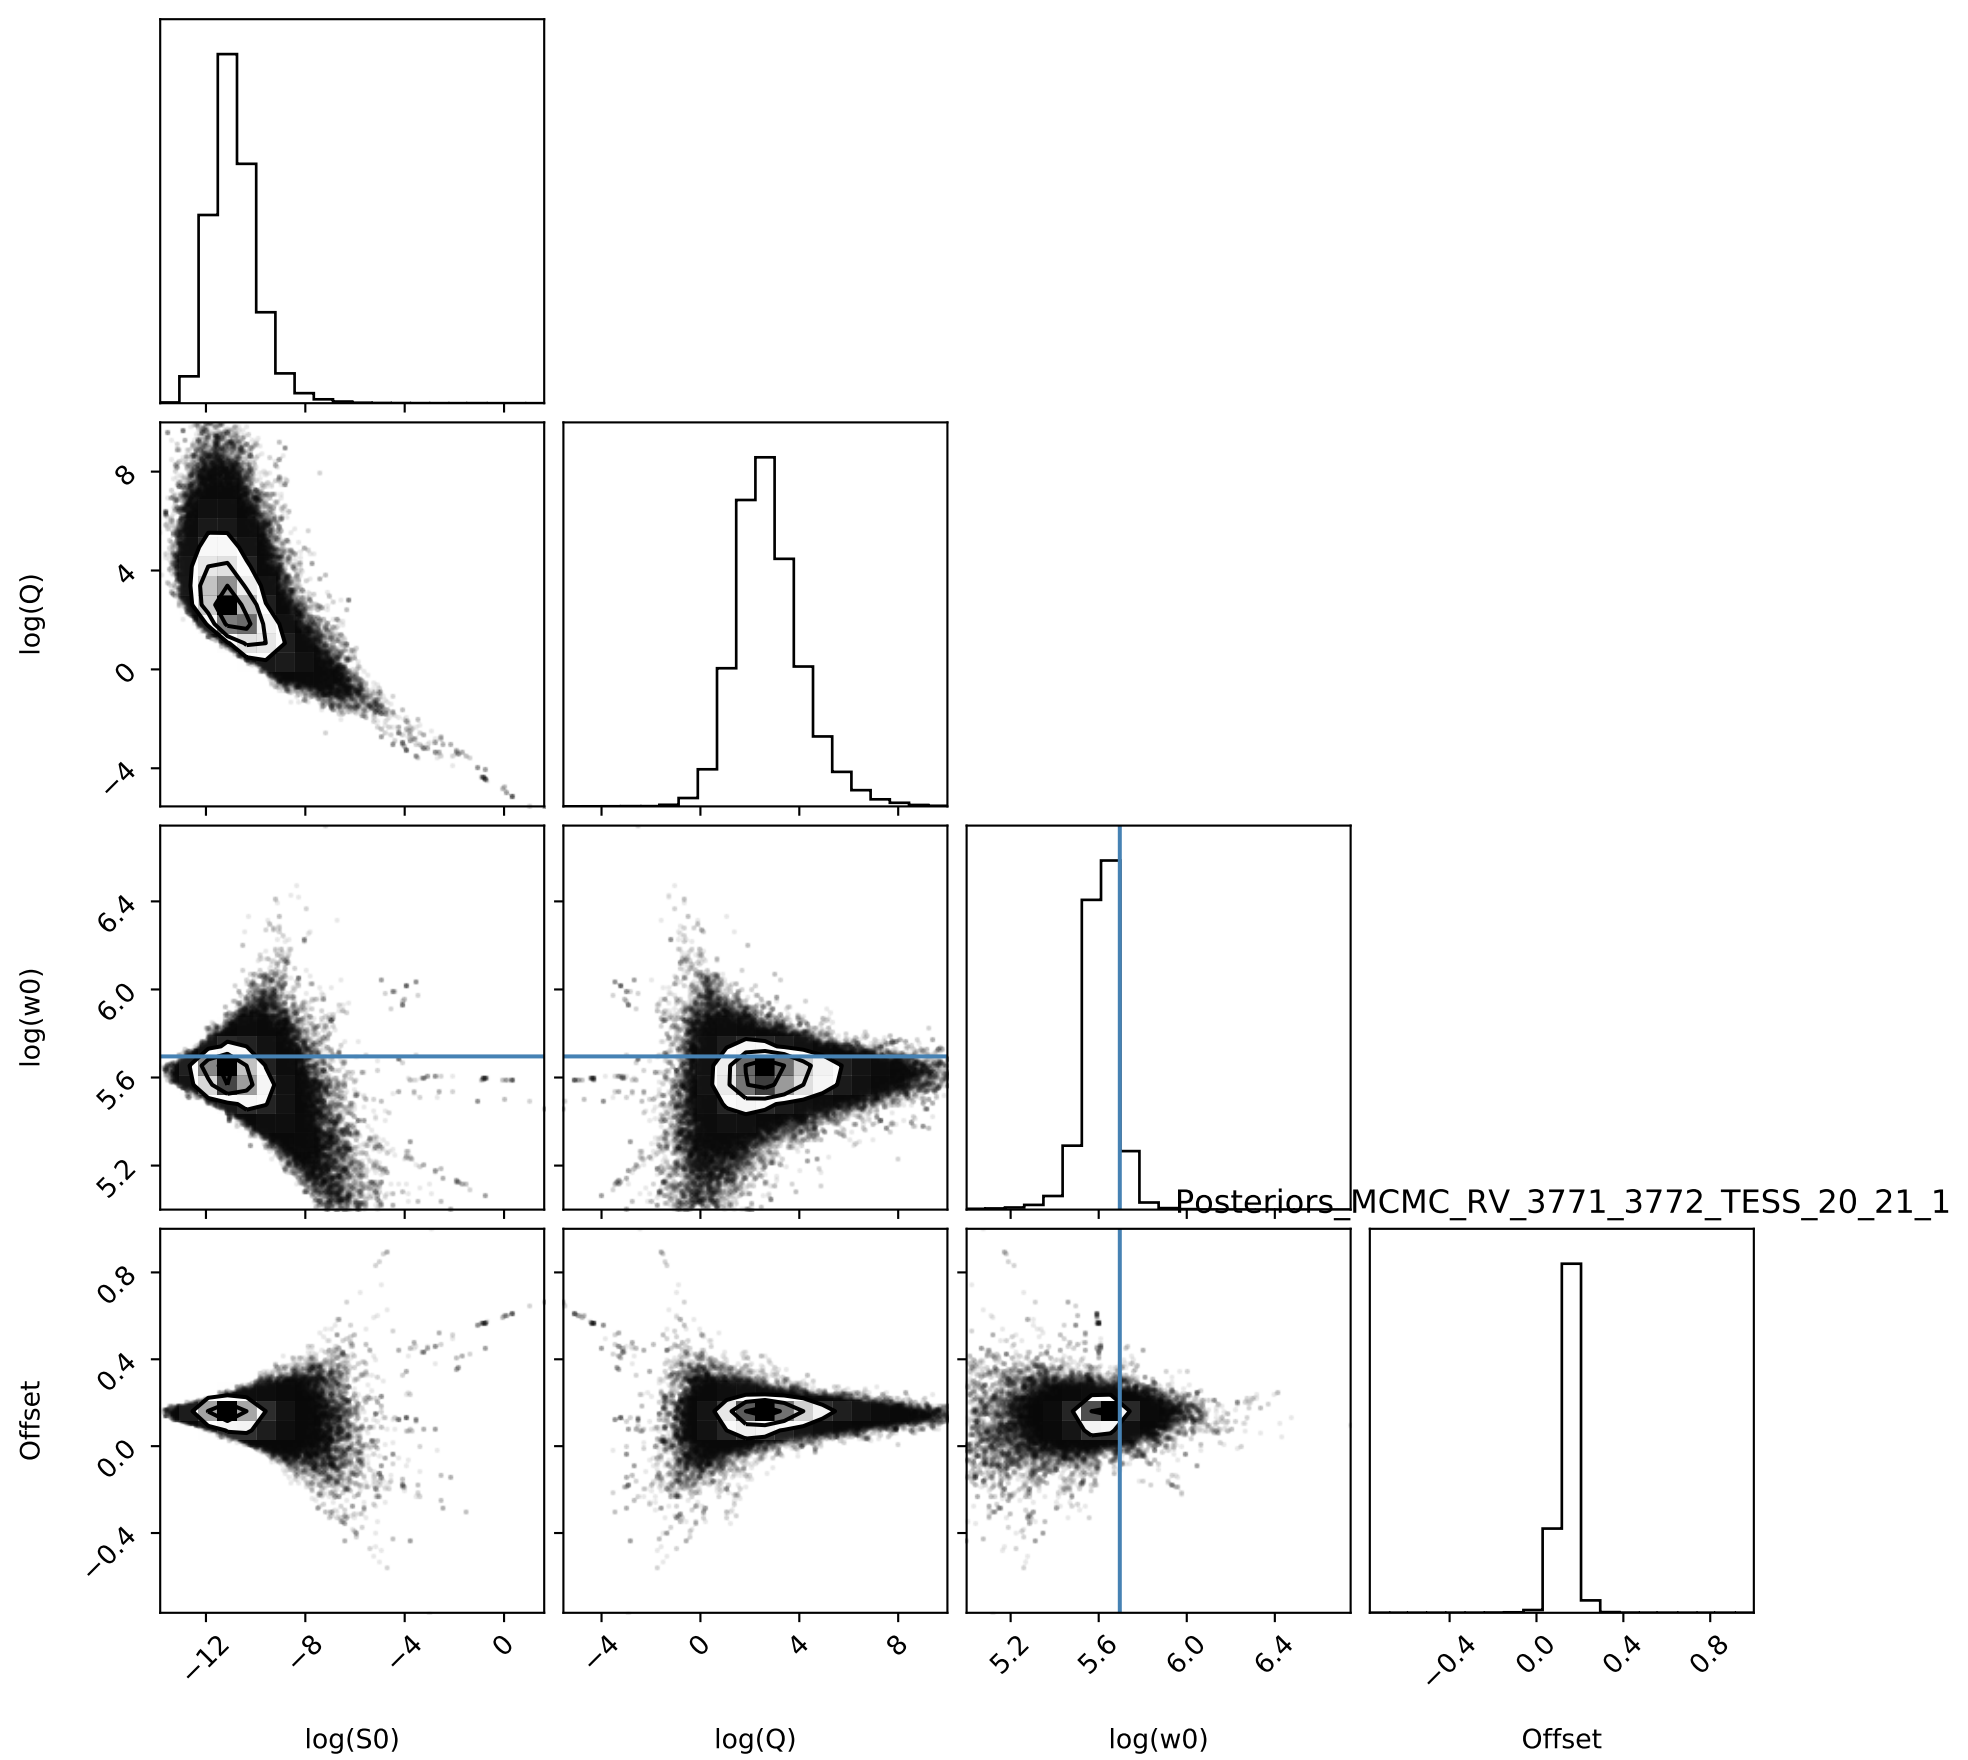 8
4
0
−4
log(Q)
6.4
6.0
5.6
5.2
log(w0)
Posteriors_MCMC_RV_3771_3772_TESS_20_21_1
0.8
0.4
0.0
−0.4
Offset
−12 −8 −4 0 −4 0 4 8 5.2 5.6 6.0 6.4 −0.4 0.0 0.4 0.8
log(S0) log(Q) log(w0) Offset